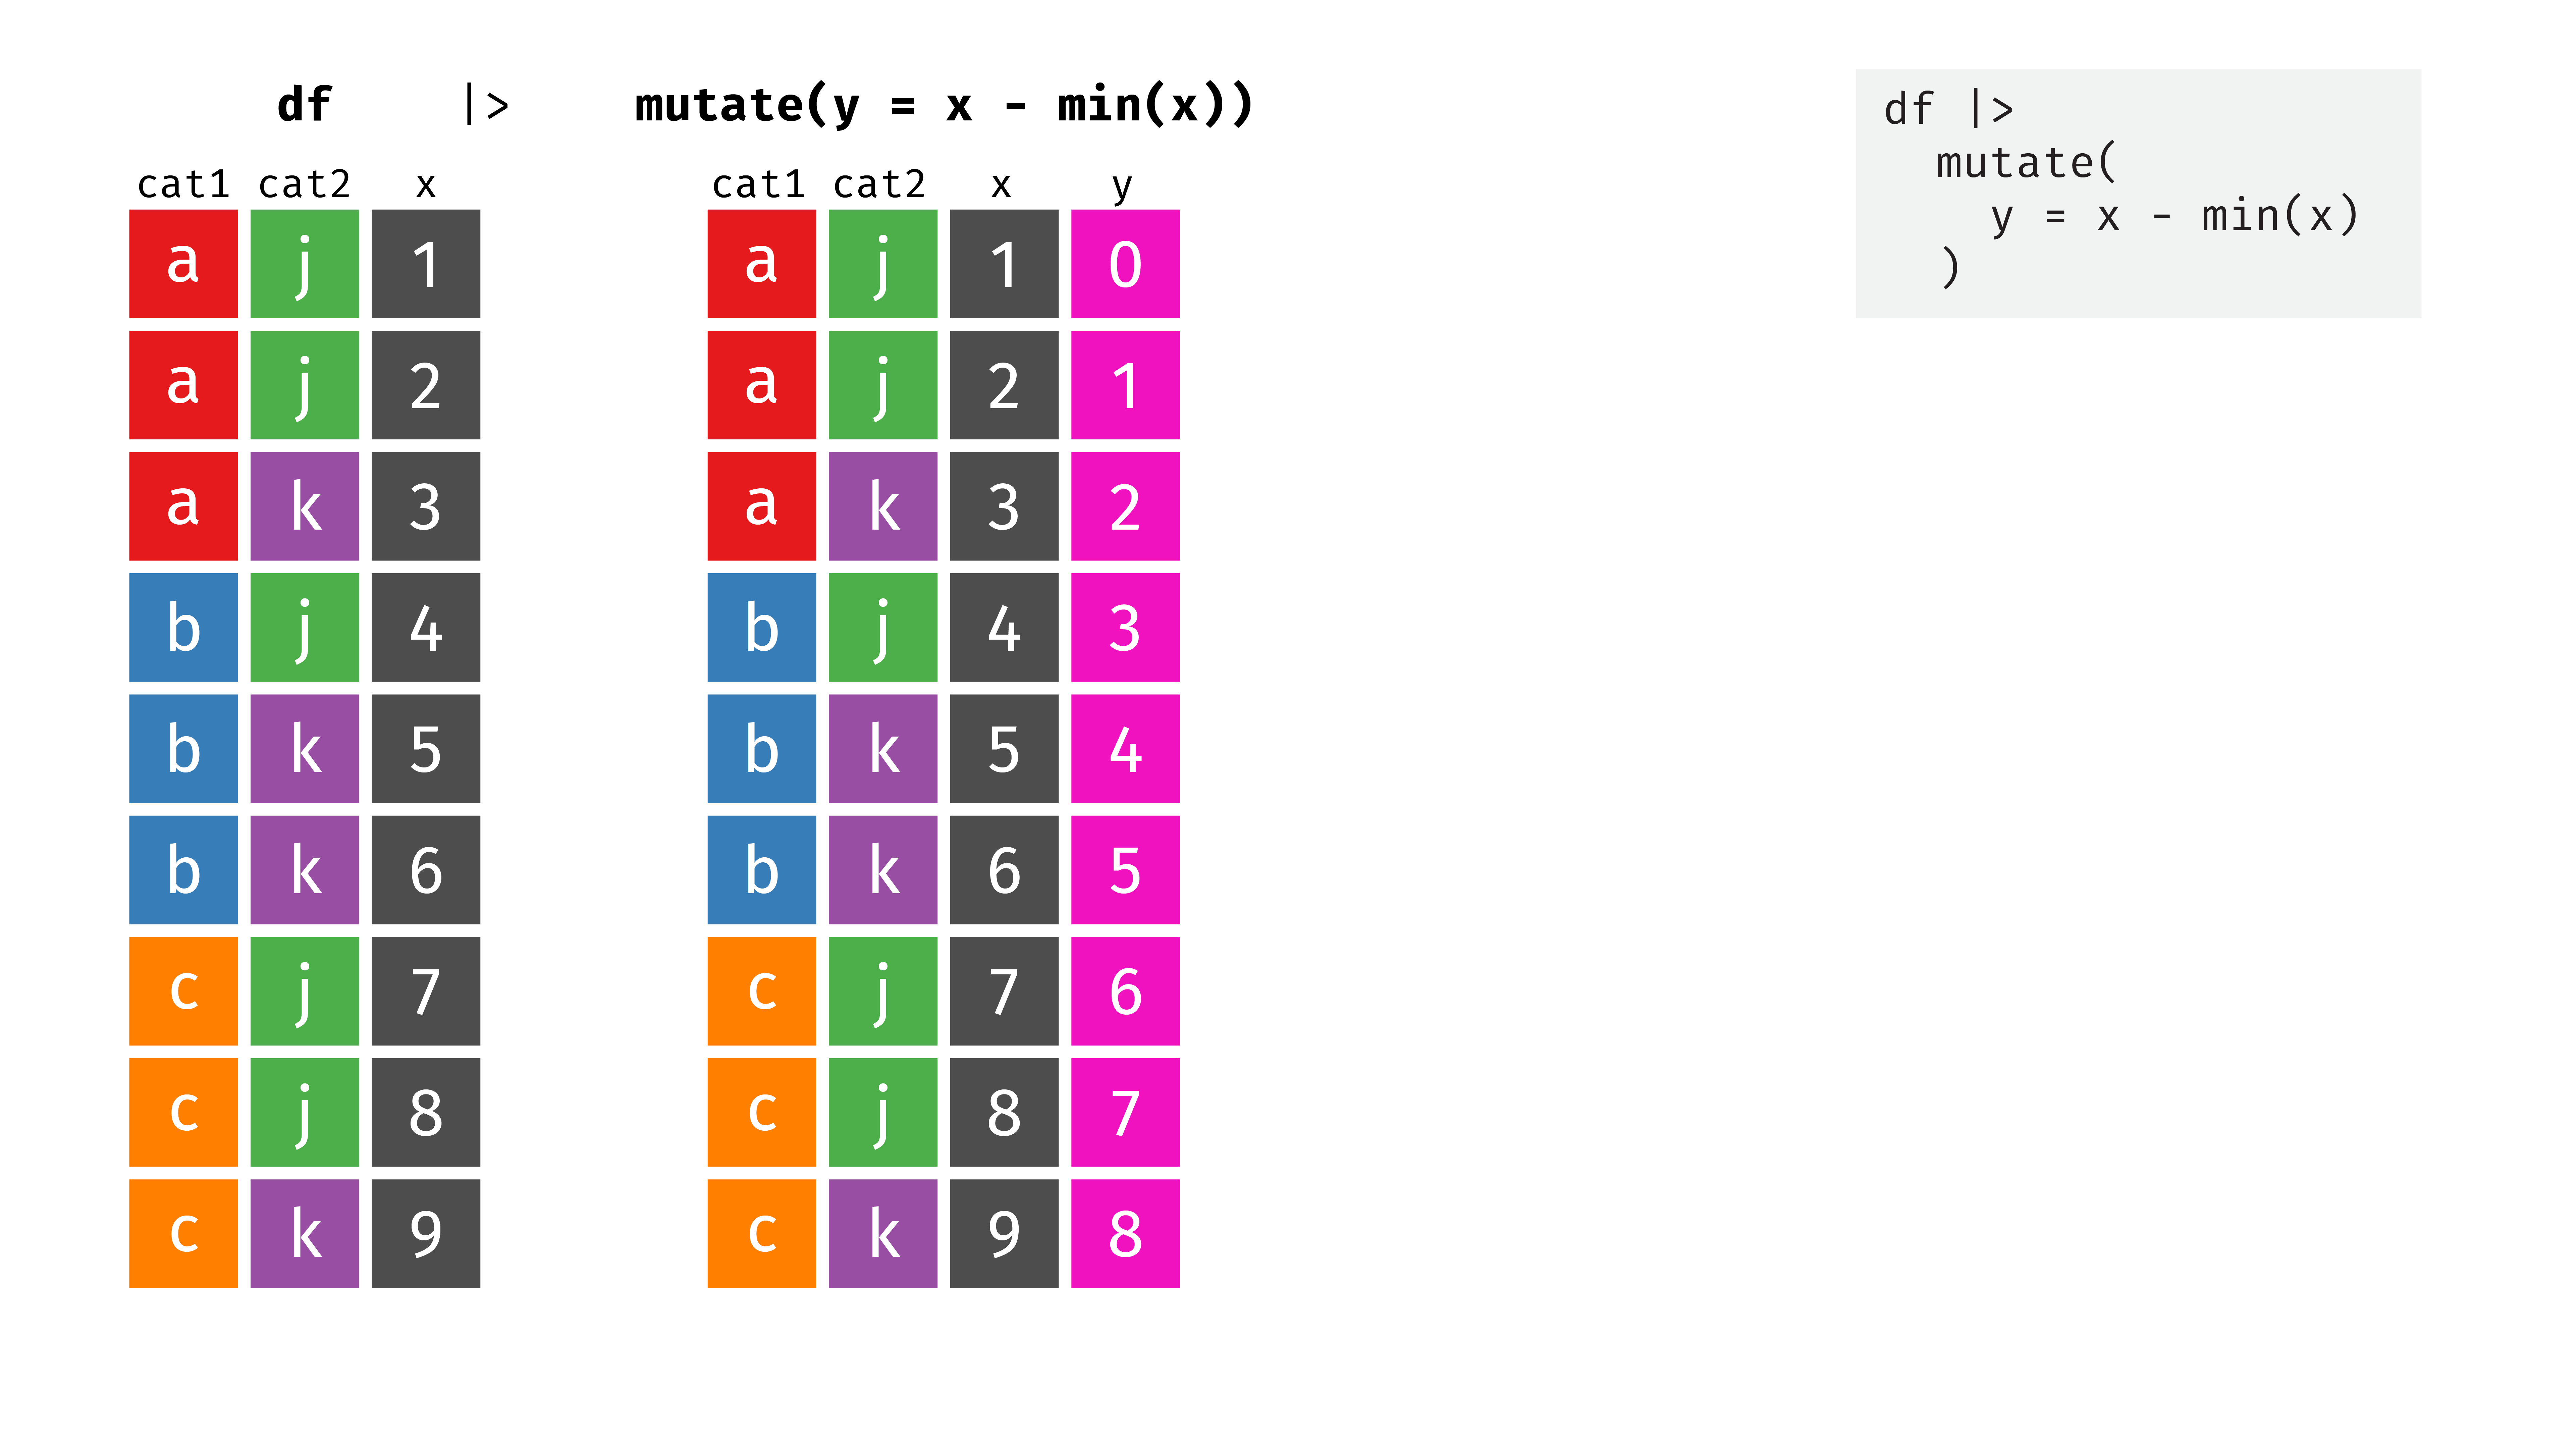 df |> mutate(y = x - min(x))
cat1 cat2 x cat1 cat2 x y
a j 1 a j 1 0
a j 2 a j 2 1
a k 3 a k 3 2
b j 4 b j 4 3
b k 5 b k 5 4
b k 6 b k 6 5
c j 7 c j 7 6
c j 8 c j 8 7
c k 9 c k 9 8
df |>
mutate(
y = x - min(x)
)